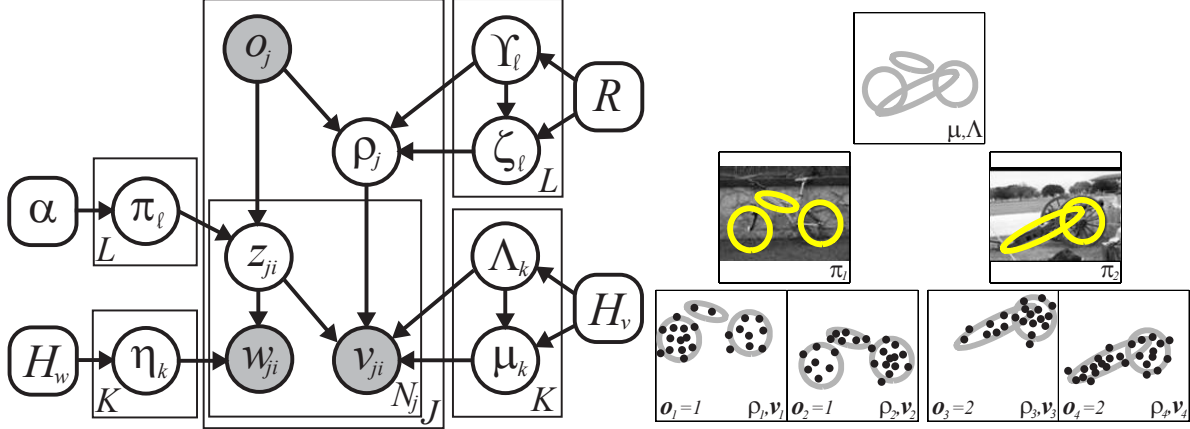 o_j
ϒ_ℓ
R
ρ_j
ζ_ℓ
L
α
π_ℓ
L
z_ji
Λ_k
H_v
H_w
η_k
K
w_ji
v_ji
N_j
J
μ_k
K
μ,Λ
π_1
π_2
o_1=1 ρ_1,v_1
o_2=1 ρ_2,v_2
o_3=2 ρ_3,v_3
o_4=2 ρ_4,v_4